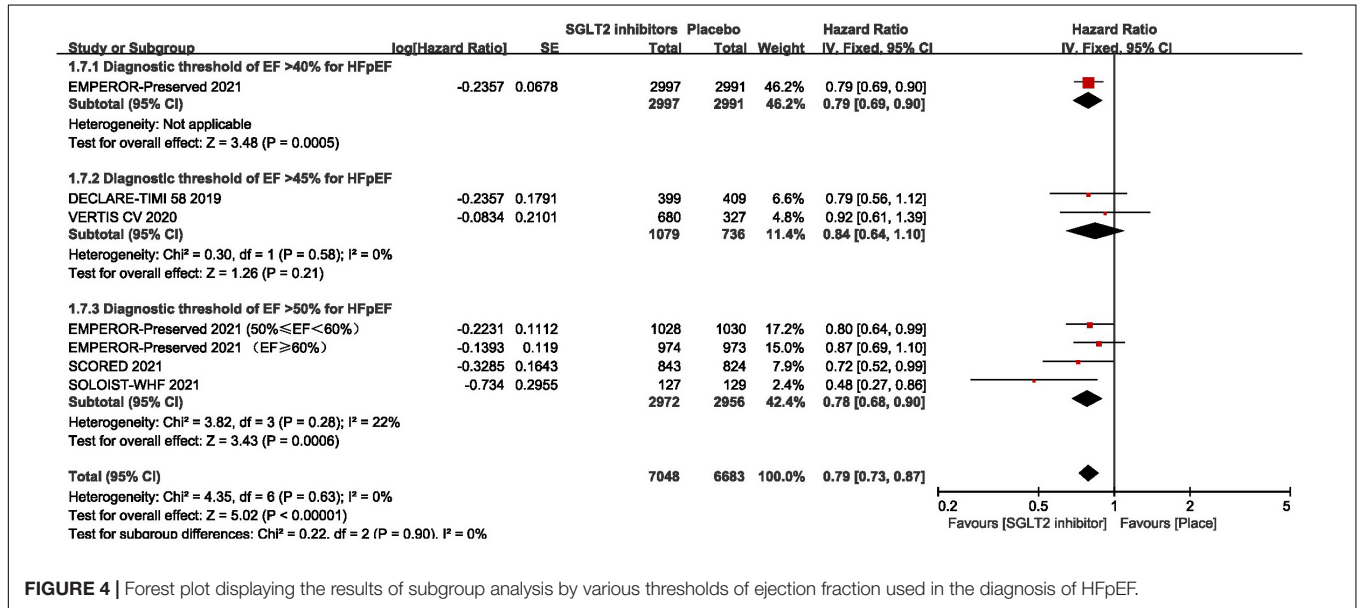 SGLT2 inhibitors Placebo Hazard Ratio Hazard Ratio
Study or Subgroup log[Hazard Ratio] SE Total Total Weight IV, Fixed, 95% CI IV, Fixed, 95% CI
1.7.1 Diagnostic threshold of EF >40% for HFpEF
EMPEROR-Preserved 2021 -0.2357 0.0678 2997 2991 46.2% 0.79 [0.69, 0.90]
Subtotal (95% CI) 2997 2991 46.2% 0.79 [0.69, 0.90]
Heterogeneity: Not applicable
Test for overall effect: Z = 3.48 (P = 0.0005)
1.7.2 Diagnostic threshold of EF >45% for HFpEF
DECLARE-TIMI 58 2019 -0.2357 0.1791 399 409 6.6% 0.79 [0.56, 1.12]
VERTIS CV 2020 -0.0834 0.2101 680 327 4.8% 0.92 [0.61, 1.39]
Subtotal (95% CI) 1079 736 11.4% 0.84 [0.64, 1.10]
Heterogeneity: Chi² = 0.30, df = 1 (P = 0.58); I² = 0%
Test for overall effect: Z = 1.26 (P = 0.21)
1.7.3 Diagnostic threshold of EF >50% for HFpEF
EMPEROR-Preserved 2021 (50%≤EF<60%） -0.2231 0.1112 1028 1030 17.2% 0.80 [0.64, 0.99]
EMPEROR-Preserved 2021 （EF≥60%） -0.1393 0.119 974 973 15.0% 0.87 [0.69, 1.10]
SCORED 2021 -0.3285 0.1643 843 824 7.9% 0.72 [0.52, 0.99]
SOLOIST-WHF 2021 -0.734 0.2955 127 129 2.4% 0.48 [0.27, 0.86]
Subtotal (95% CI) 2972 2956 42.4% 0.78 [0.68, 0.90]
Heterogeneity: Chi² = 3.82, df = 3 (P = 0.28); I² = 22%
Test for overall effect: Z = 3.43 (P = 0.0006)
Total (95% CI) 7048 6683 100.0% 0.79 [0.73, 0.87]
Heterogeneity: Chi² = 4.35, df = 6 (P = 0.63); I² = 0%
Test for overall effect: Z = 5.02 (P < 0.00001)
Test for subgroup differences: Chi² = 0.22, df = 2 (P = 0.90), I² = 0%
0.2 0.5 1 2 5
Favours [SGLT2 inhibitor] Favours [Place]
FIGURE 4 | Forest plot displaying the results of subgroup analysis by various thresholds of ejection fraction used in the diagnosis of HFpEF.